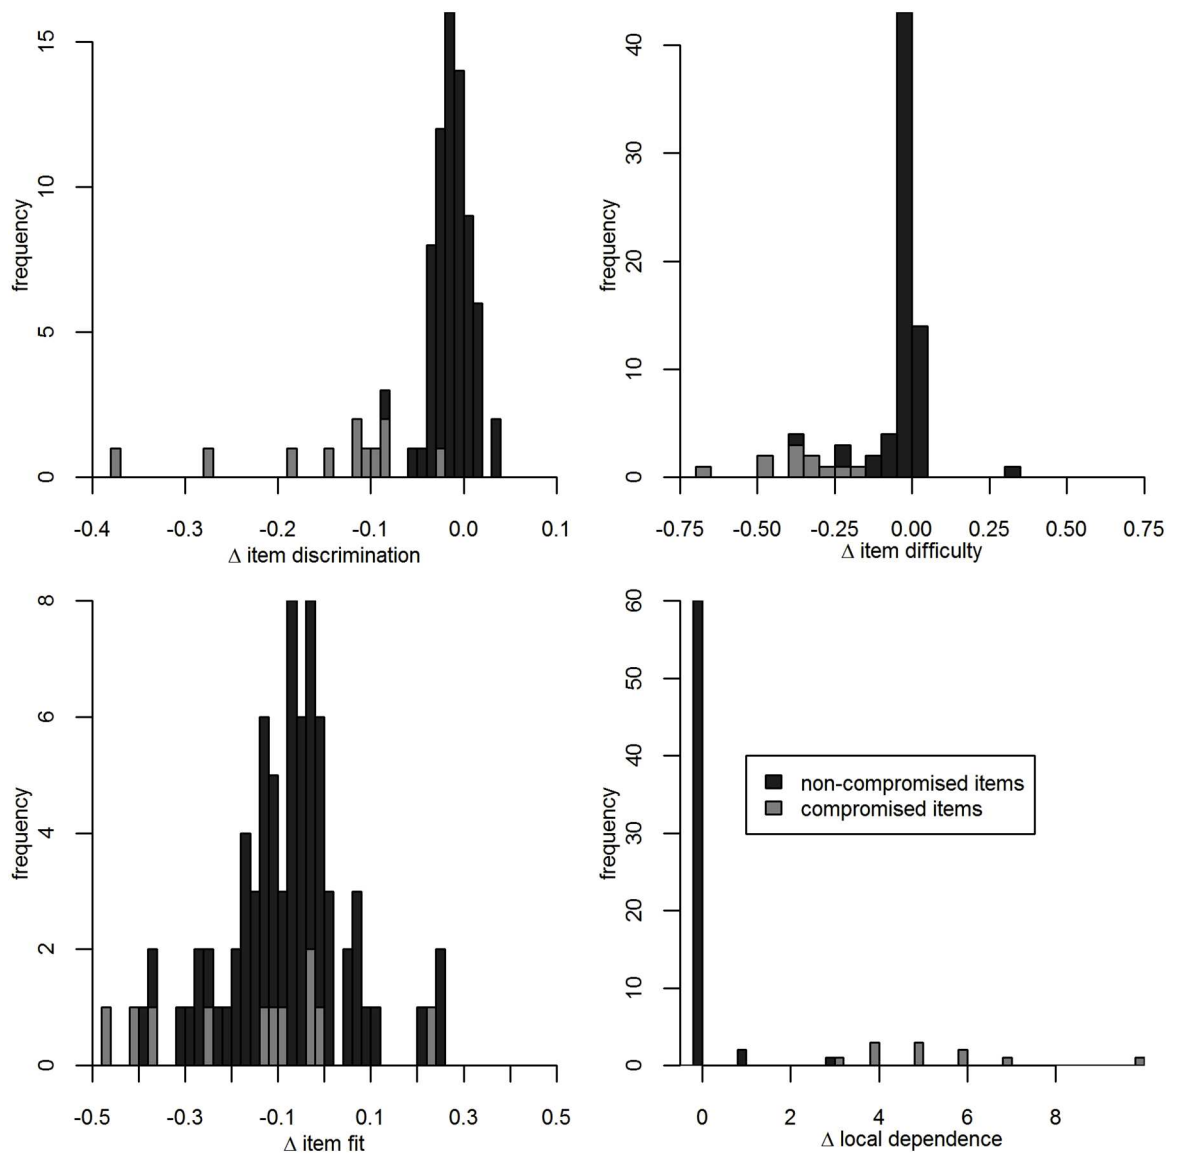 frequency
15
10
5
0
-0.4 -0.3 -0.2 -0.1 0.0 0.1
Δ item discrimination
frequency
40
30
20
10
0
-0.75 -0.50 -0.25 0.00 0.25 0.50 0.75
Δ item difficulty
frequency
8
6
4
2
0
-0.5 -0.3 -0.1 0.1 0.3 0.5
Δ item fit
frequency
60
50
40
30
20
10
0
non-compromised items
compromised items
0 2 4 6 8
Δ local dependence